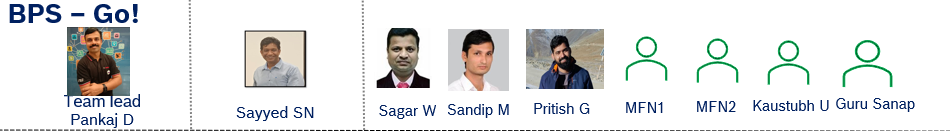 BPS – Go!
Team lead
Pankaj D
Sayyed SN
Sagar W
Sandip M
Pritish G
MFN1
MFN2
Kaustubh U
Guru Sanap